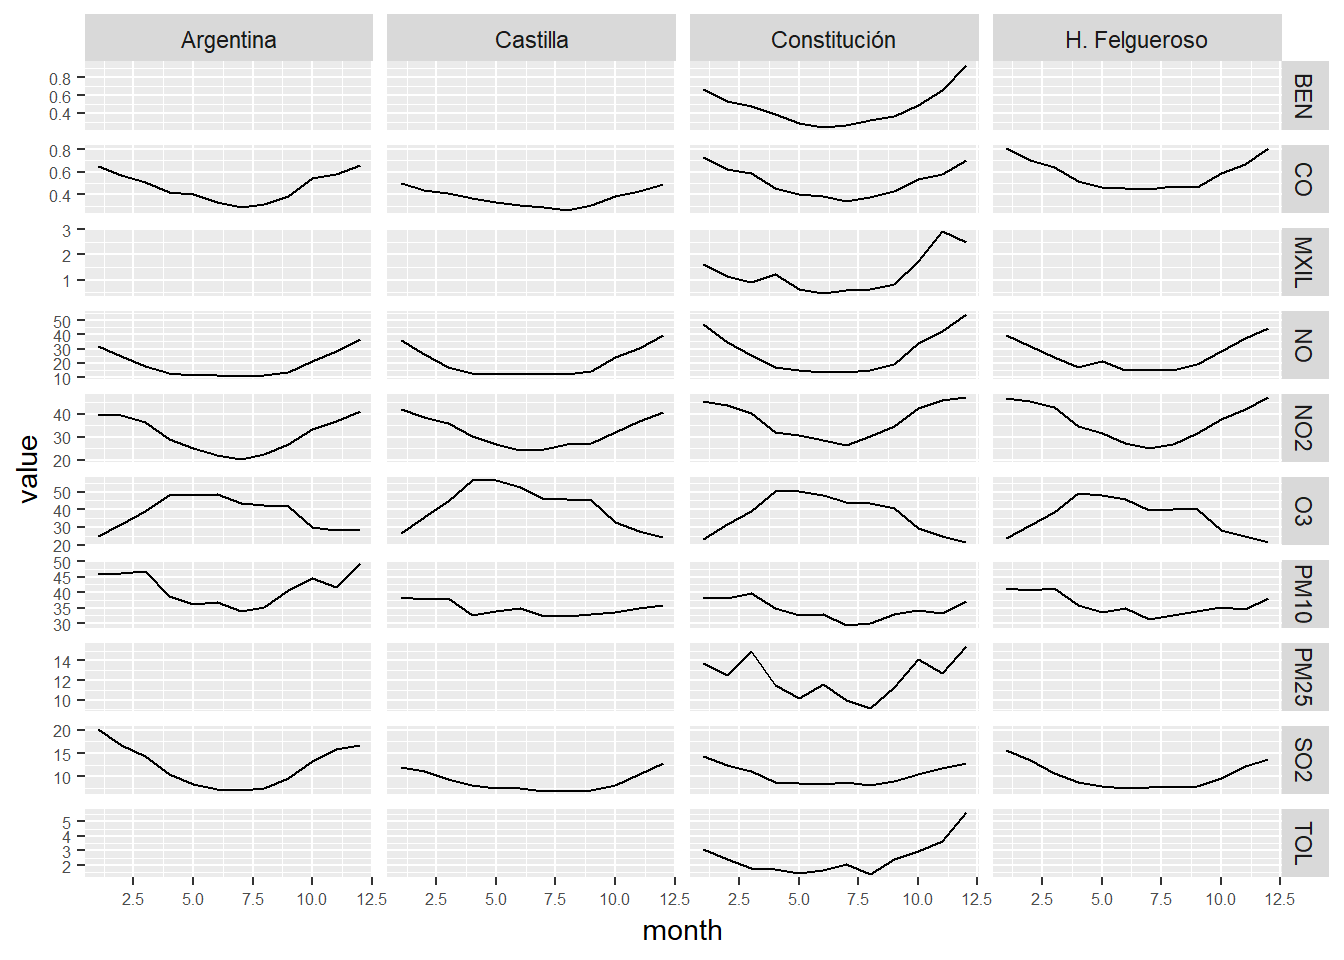 Argentina Castilla Constitución H. Felgueroso
0.8
0.6
0.4
BEN
0.8
0.6
0.4
CO
3
2
1
MXIL
50
40
30
20
10
NO
40
30
20
NO2
value
50
40
30
20
O3
50
45
40
35
30
PM10
14
12
10
PM25
20
15
10
SO2
5
4
3
2
TOL
2.5 5.0 7.5 10.0 12.5 2.5 5.0 7.5 10.0 12.5 2.5 5.0 7.5 10.0 12.5 2.5 5.0 7.5 10.0 12.5
month